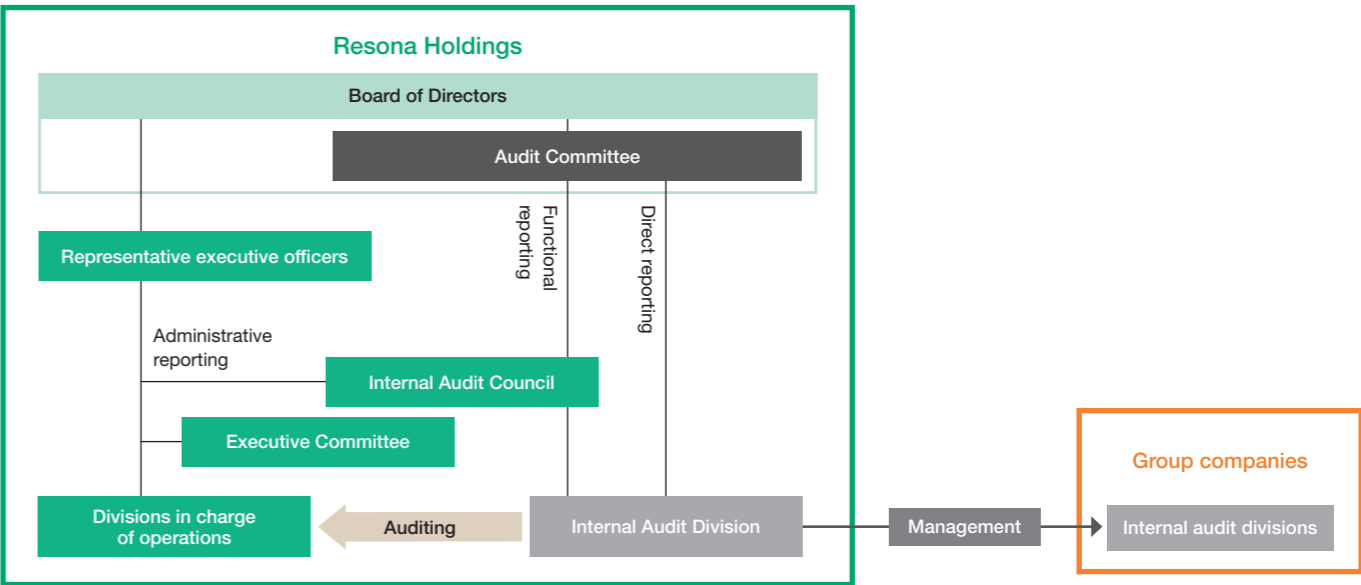 Resona Holdings
Board of Directors
Audit Committee
Functional
reporting
Direct reporting
Representative executive officers
Administrative
reporting
Internal Audit Council
Executive Committee
Group companies
Divisions in charge
of operations
Auditing
Internal Audit Division
Management
Internal audit divisions